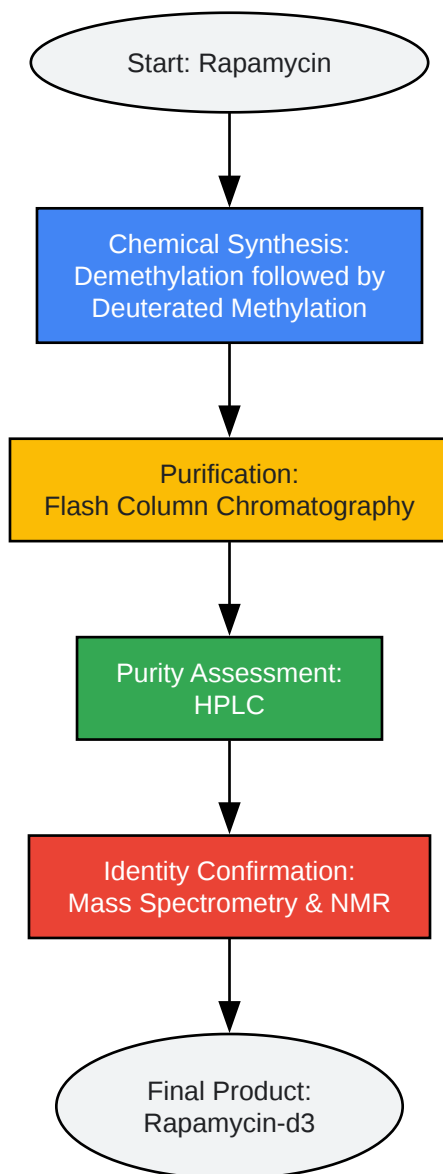 Start: Rapamycin
Chemical Synthesis:
Demethylation followed by
Deuterated Methylation
Purification:
Flash Column Chromatography
Purity Assessment:
HPLC
Identity Confirmation:
Mass Spectrometry & NMR
Final Product:
Rapamycin-d3